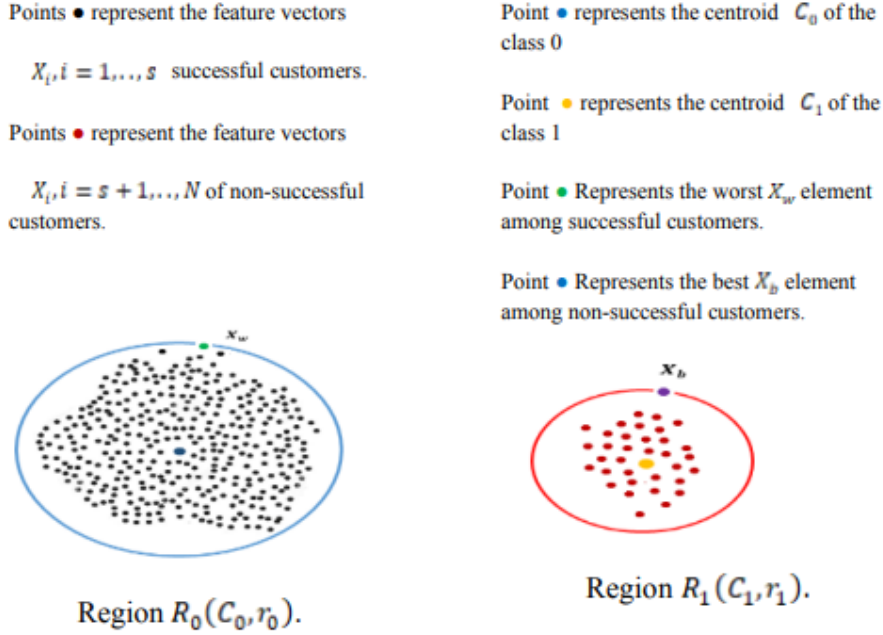 Points ● represent the feature vectors
X_i, i = 1,..,s successful customers.
Points ● represent the feature vectors
X_i, i = s + 1,..,N of non-successful
customers.
Point ● represents the centroid C_0 of the
class 0
Point ● represents the centroid C_1 of the
class 1
Point ● Represents the worst X_w element
among successful customers.
Point ● Represents the best X_b element
among non-successful customers.
x_w
x_b
Region R_0(C_0,r_0).
Region R_1(C_1,r_1).